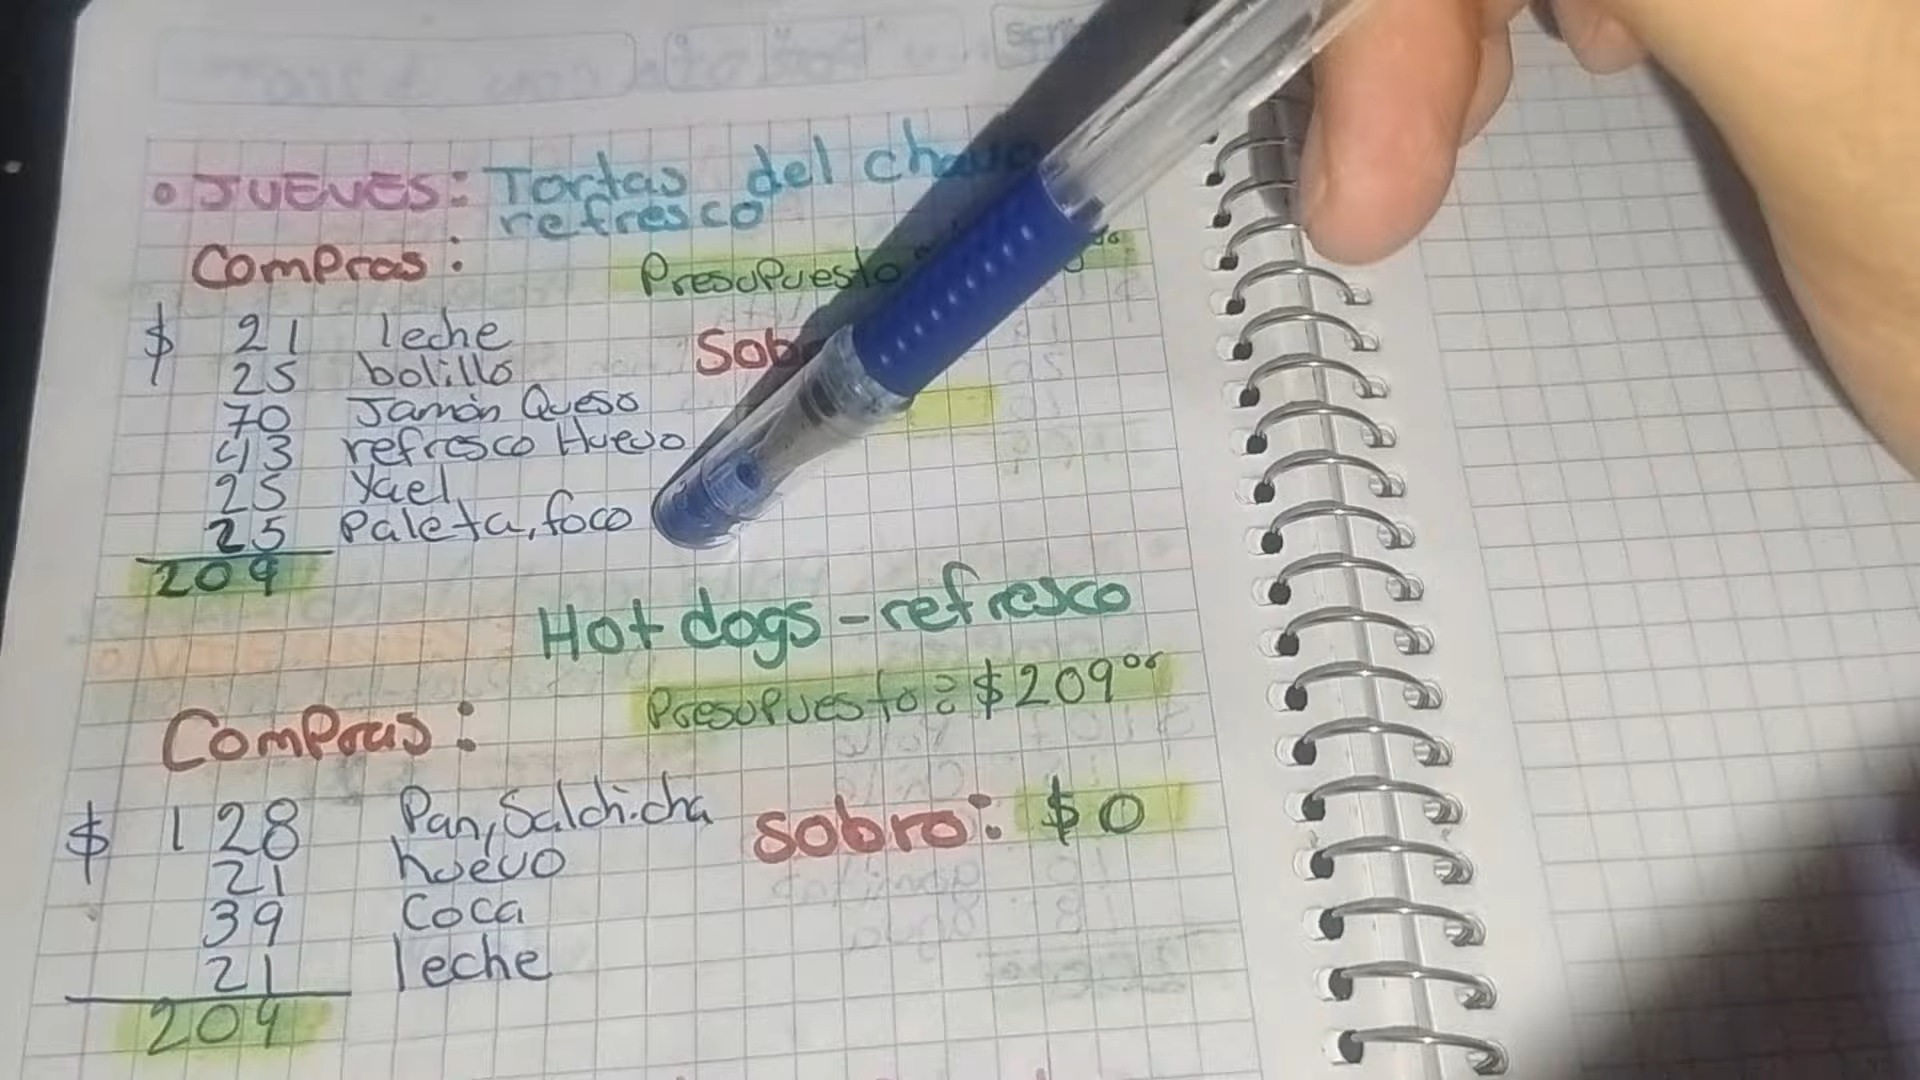 • JUEVES: Tortas del chavo
refresco
Compras:
Presupuesto
$ 21 leche
Sob
25 bolillo
70 Jamón Queso
43 refresco Huevo
25 Yael
25 Paleta, foco
209
Hot dogs - refresco
Presupuesto: $209
Compras:
$ 128 Pan, Salchicha
sobro: $0
21 huevo
39 Coca
21 leche
209